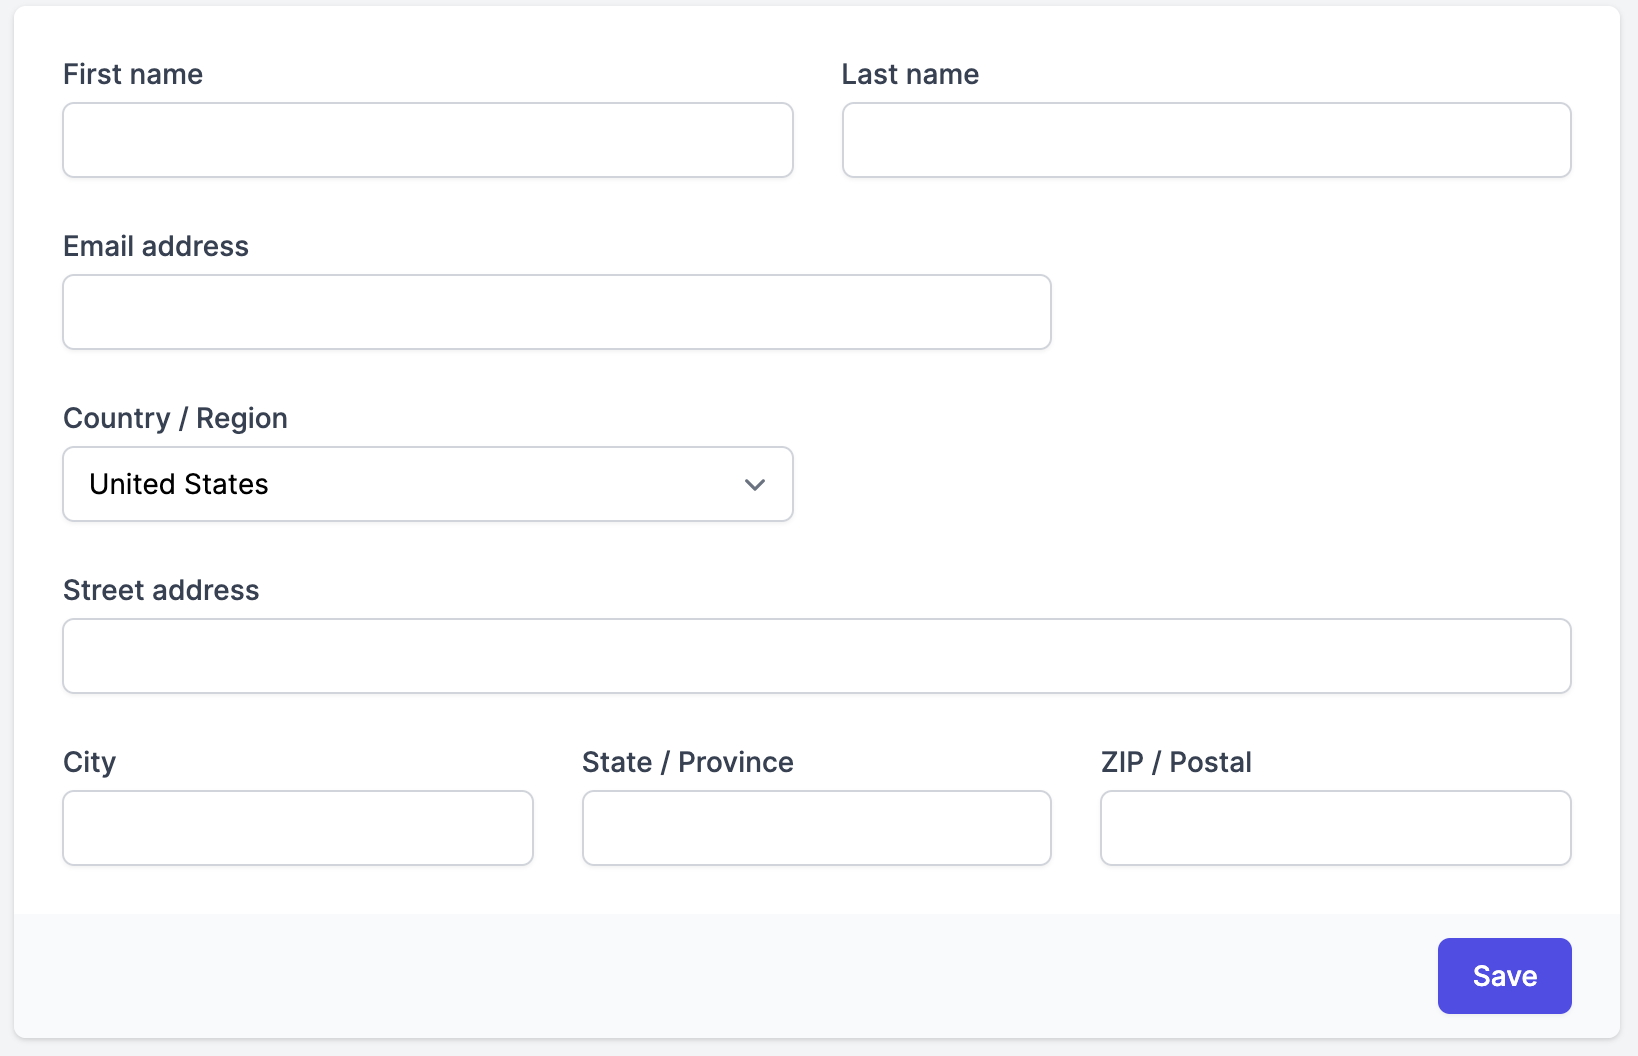 First name
Last name
Email address
Country / Region
United States
Street address
City
State / Province
ZIP / Postal
Save